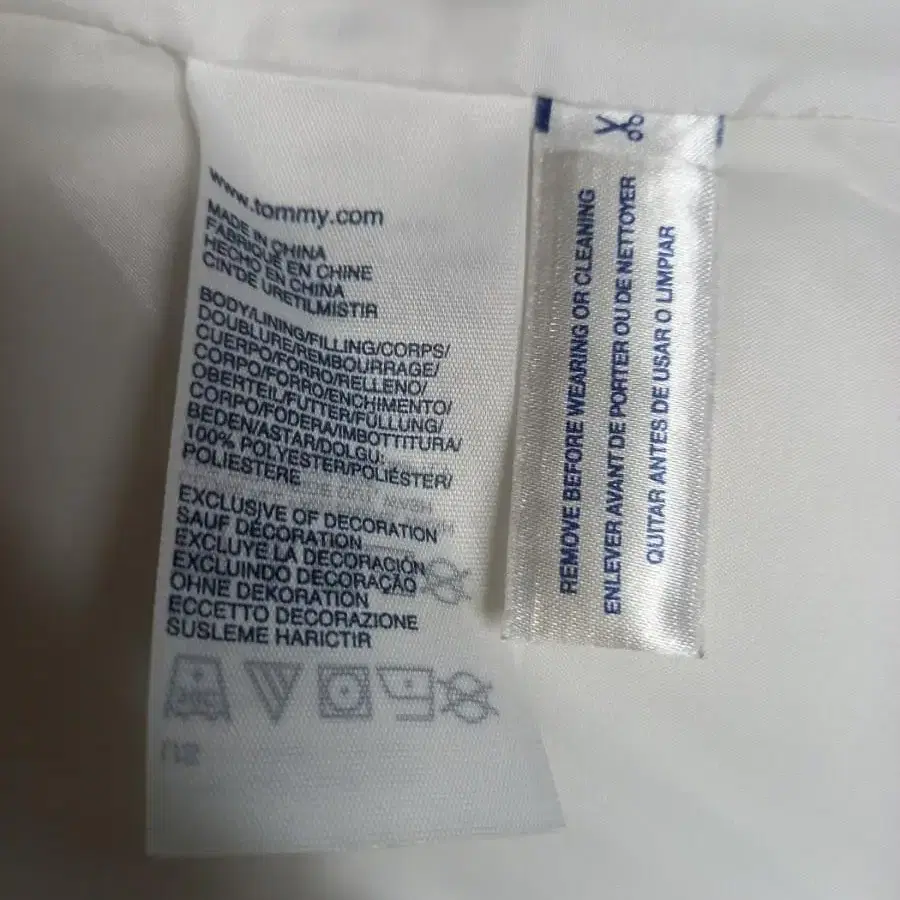 www.tommy.com
MADE IN CHINA
FABRIQUÉ EN CHINE
HECHO EN CHINA
CIN'DE URETILMISTIR
BODY/LINING/FILLING/CORPS/
DOUBLURE/REMBOURRAGE/
CUERPO/FORRO/RELLENO/
CORPO/FORRO/ENCHIMENTO/
OBERTEIL/FUTTER/FÜLLUNG/
CORPO/FODERA/IMBOTTITURA/
BEDEN/ASTAR/DOLGU:
100% POLYESTER/POLIÉSTER/
POLIESTERE
EXCLUSIVE OF DECORATION
SAUF DÉCORATION
EXCLUYE LA DECORACIÓN
EXCLUINDO DECORAÇÃO
OHNE DEKORATION
ECCETTO DECORAZIONE
SUSLEME HARICTIR
REMOVE BEFORE WEARING OR CLEANING
ENLEVER AVANT DE PORTER OU DE NETTOYER
QUITAR ANTES DE USAR O LIMPIAR